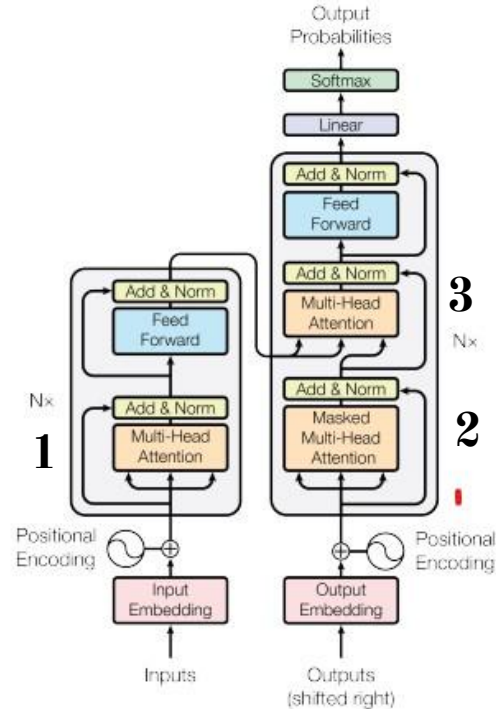 Output
Probabilities
Softmax
Linear
Add & Norm
Feed
Forward
Add & Norm
Multi-Head
Attention
3
N×
Add & Norm
Masked
Multi-Head
Attention
2
Add & Norm
Feed
Forward
N×
Add & Norm
Multi-Head
Attention
1
Positional
Encoding
Positional
Encoding
Input
Embedding
Output
Embedding
Inputs
Outputs
(shifted right)